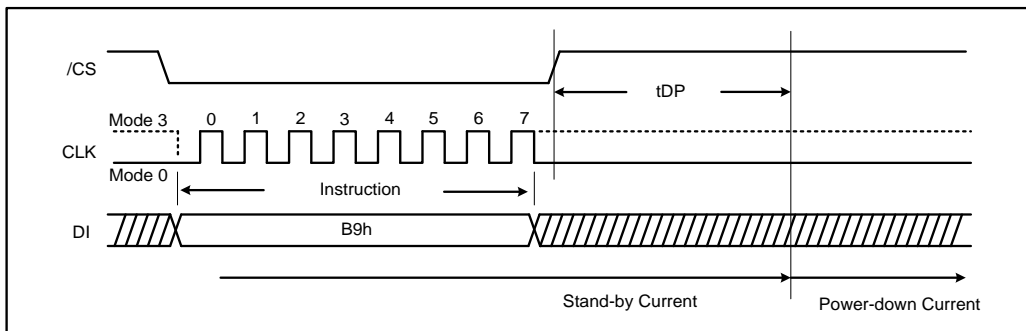 /CS
tDP
Mode 3
0 1 2 3 4 5 6 7
CLK
Mode 0
Instruction
DI
B9h
Stand-by Current
Power-down Current